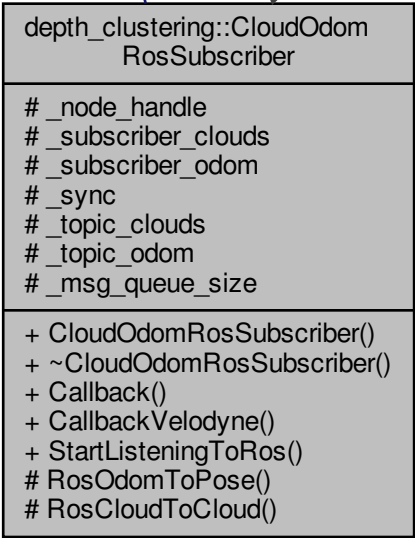 depth_clustering::CloudOdom
RosSubscriber
# _node_handle
# _subscriber_clouds
# _subscriber_odom
# _sync
# _topic_clouds
# _topic_odom
# _msg_queue_size
+ CloudOdomRosSubscriber()
+ ~CloudOdomRosSubscriber()
+ Callback()
+ CallbackVelodyne()
+ StartListeningToRos()
# RosOdomToPose()
# RosCloudToCloud()